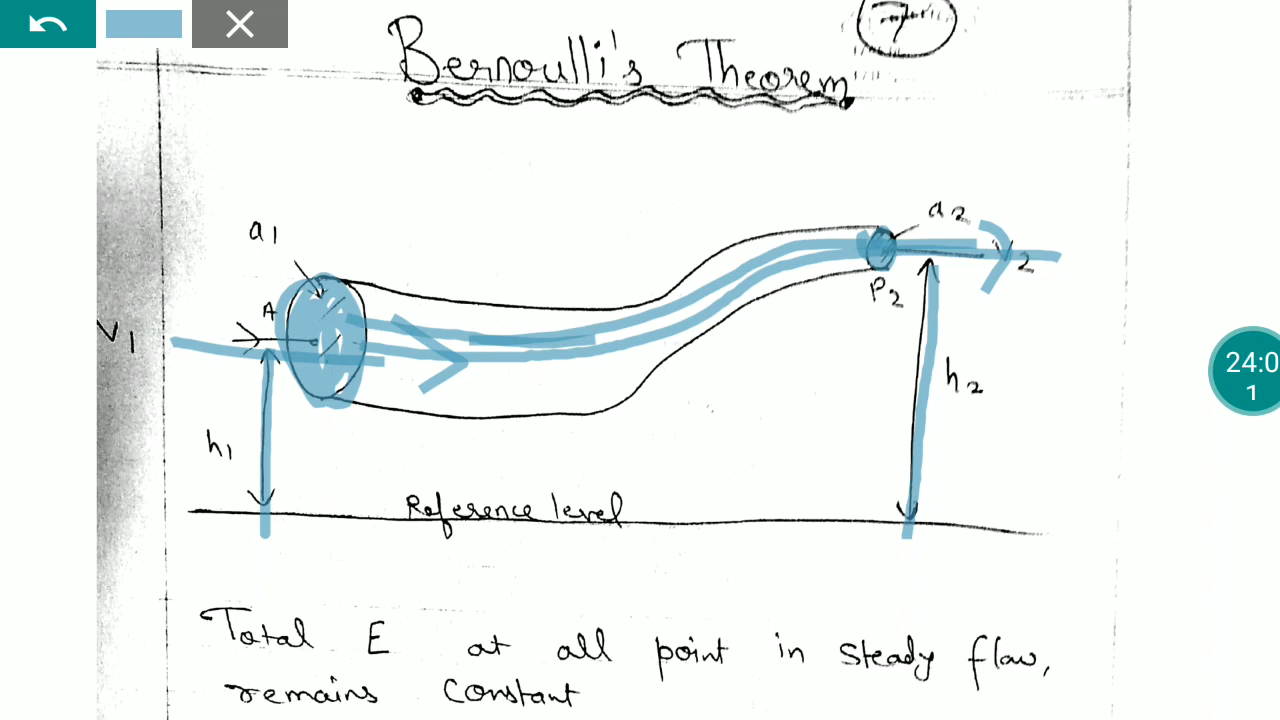 7
Bernoulli's Theorem
a2
a1
A
V1
V2
P2
h2
h1
Reference level
Total E at all point in steady flow,
remains constant
24:0
1